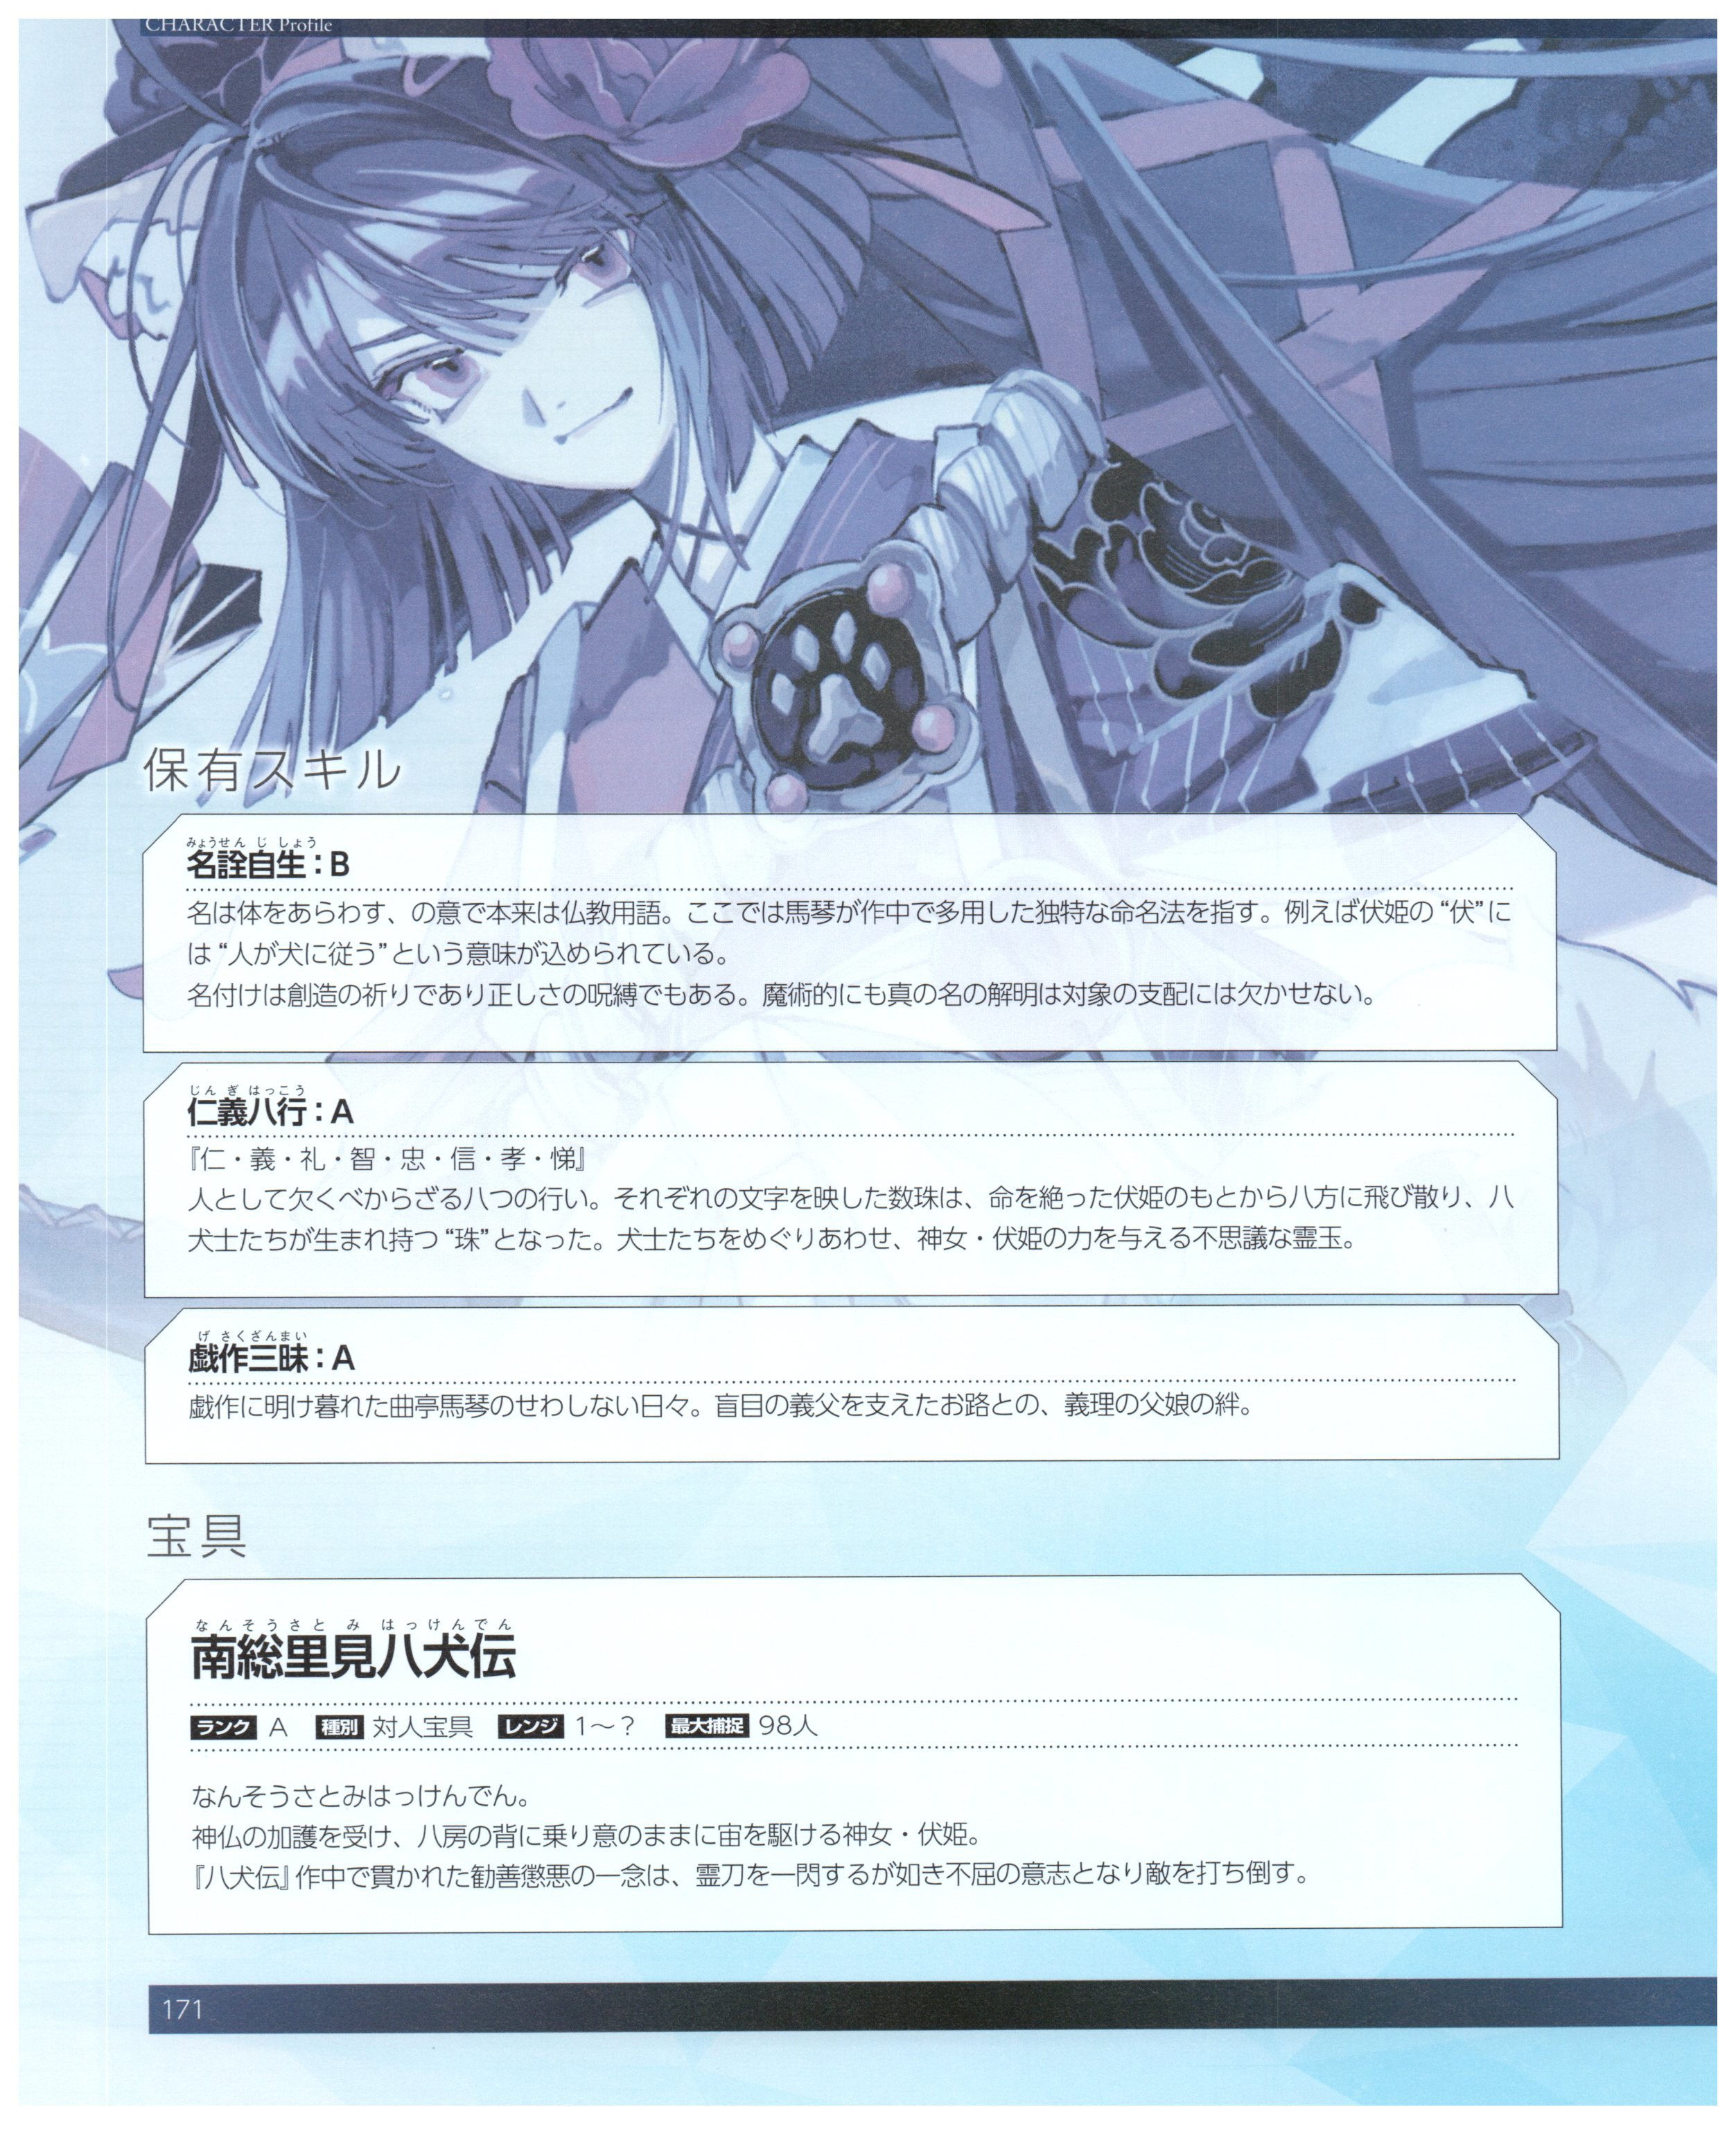 CHARACTER Profile
保有スキル
みょうせんじしょう
名詮自生：B
名は体をあらわす、の意で本来は仏教用語。ここでは馬琴が作中で多用した独特な命名法を指す。例えば伏姫の“伏”に
は“人が犬に従う”という意味が込められている。
名付けは創造の祈りであり正しさの呪縛でもある。魔術的にも真の名の解明は対象の支配には欠かせない。
じんぎはっこう
仁義八行：A
『仁・義・礼・智・忠・信・孝・悌』
人として欠くべからざる八つの行い。それぞれの文字を映した数珠は、命を絶った伏姫のもとから八方に飛び散り、八
犬士たちが生まれ持つ“珠”となった。犬士たちをめぐりあわせ、神女・伏姫の力を与える不思議な霊玉。
げさくざんまい
戯作三昧：A
戯作に明け暮れた曲亭馬琴のせわしない日々。盲目の義父を支えたお路との、義理の父娘の絆。
宝具
なんそうさとみはっけんでん
南総里見八犬伝
ランク A 種別 対人宝具 レンジ 1～？ 最大捕捉 98人
なんそうさとみはっけんでん。
神仏の加護を受け、八房の背に乗り意のままに宙を駆ける神女・伏姫。
『八犬伝』作中で貫かれた勧善懲悪の一念は、霊刀を一閃するが如き不屈の意志となり敵を打ち倒す。
171